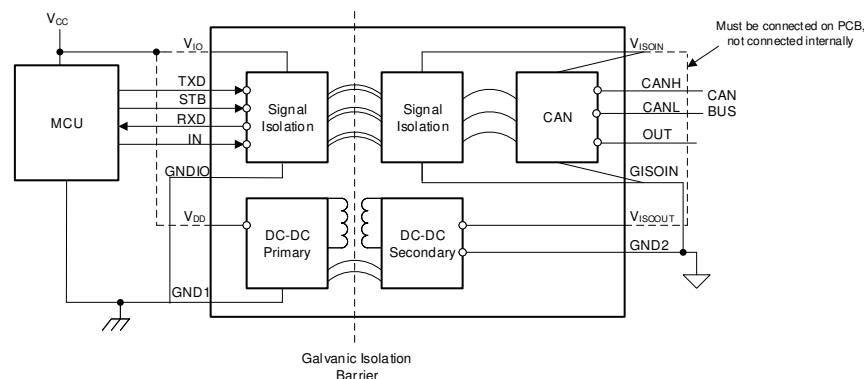 VCC
Must be connected on PCB,
not connected internally
VIO
VISOIN
TXD
STB
RXD
IN
MCU
Signal
Isolation
Signal
Isolation
CAN
CANH
CANL
CAN
BUS
OUT
GNDIO
GISOIN
VDD
DC-DC
Primary
DC-DC
Secondary
VISOOUT
GND2
GND1
Galvanic Isolation
Barrier